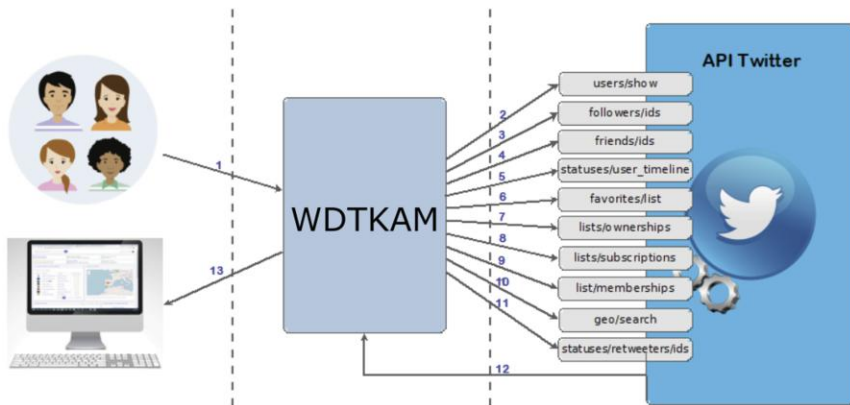 API Twitter
users/show
followers/ids
friends/ids
statuses/user_timeline
favorites/list
lists/ownerships
lists/subscriptions
list/memberships
geo/search
statuses/retweeters/ids
WDTKAM
1
2
3
4
5
6
7
8
9
10
11
12
13